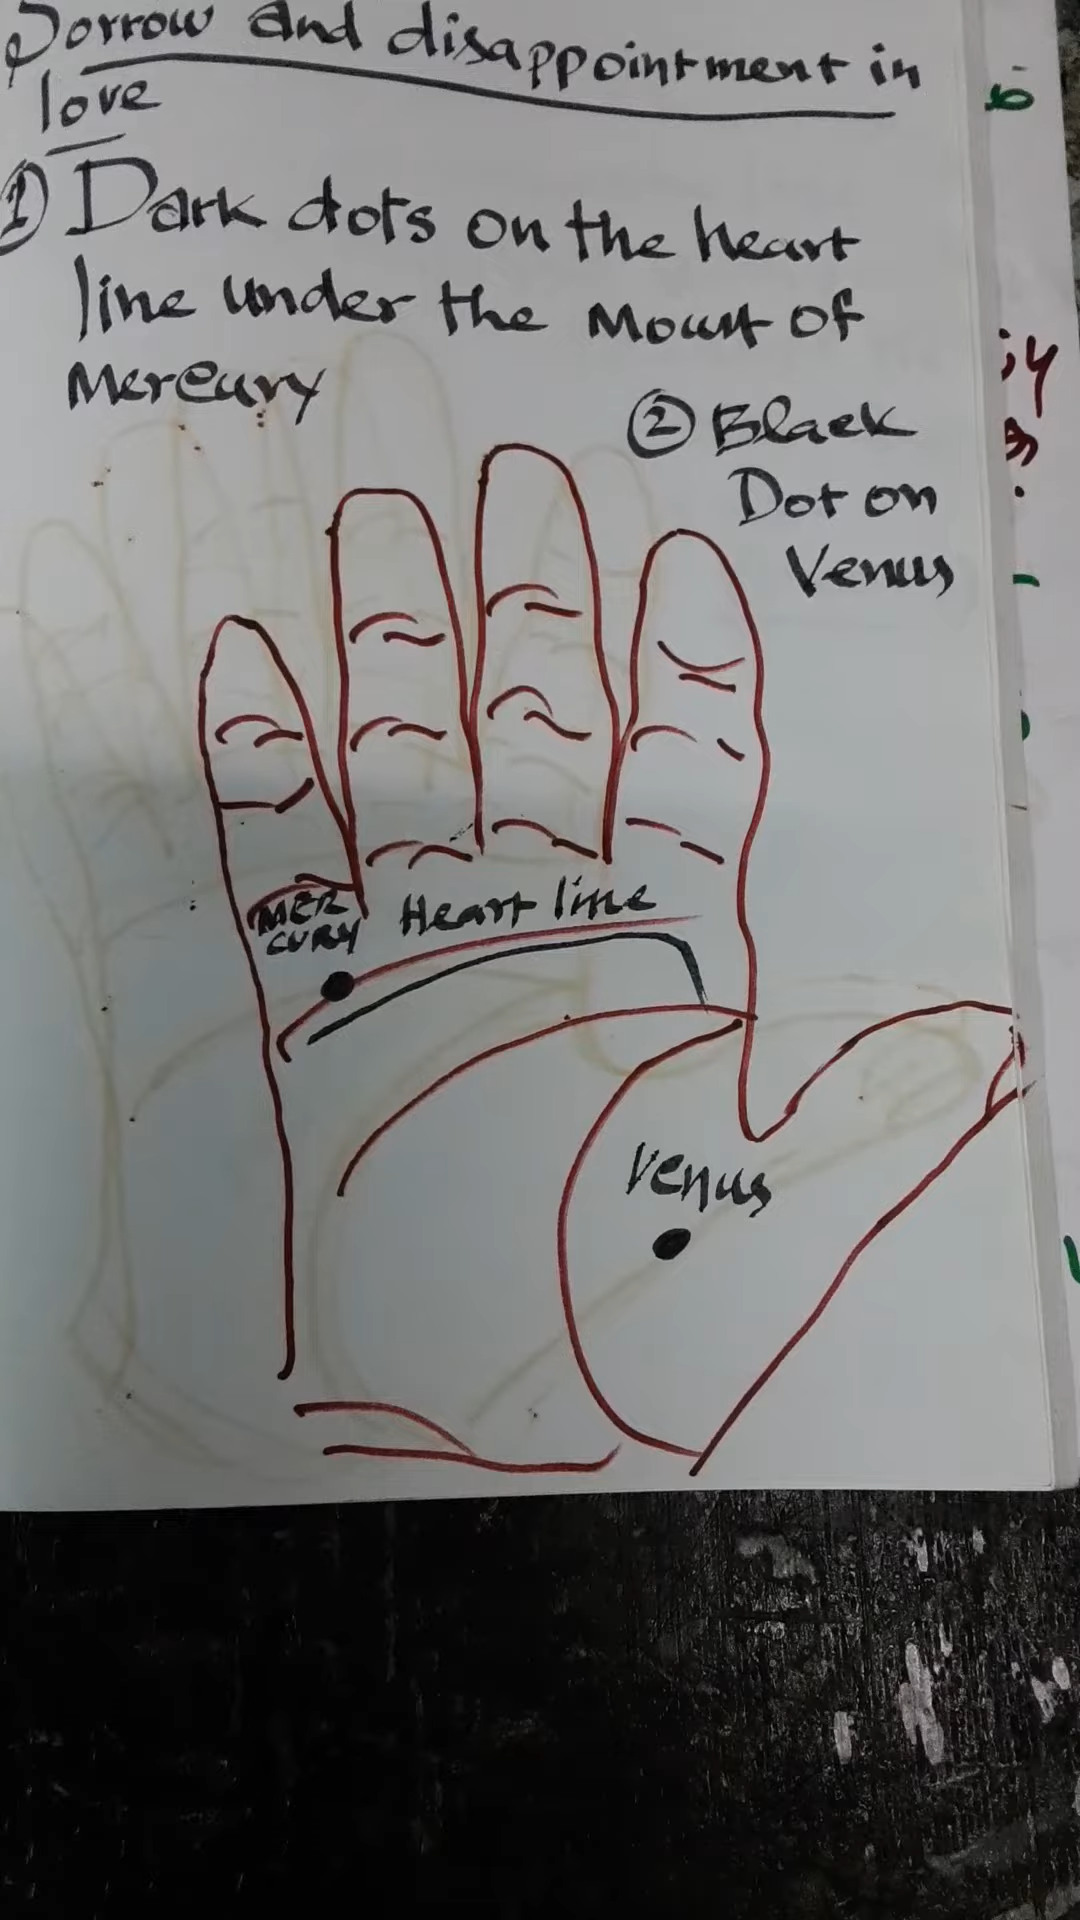 Sorrow and disappointment in
love
① Dark dots on the heart
line under the Mount of
Mercury
② Black
Dot on
Venus
MER
CURY
Heart line
Venus